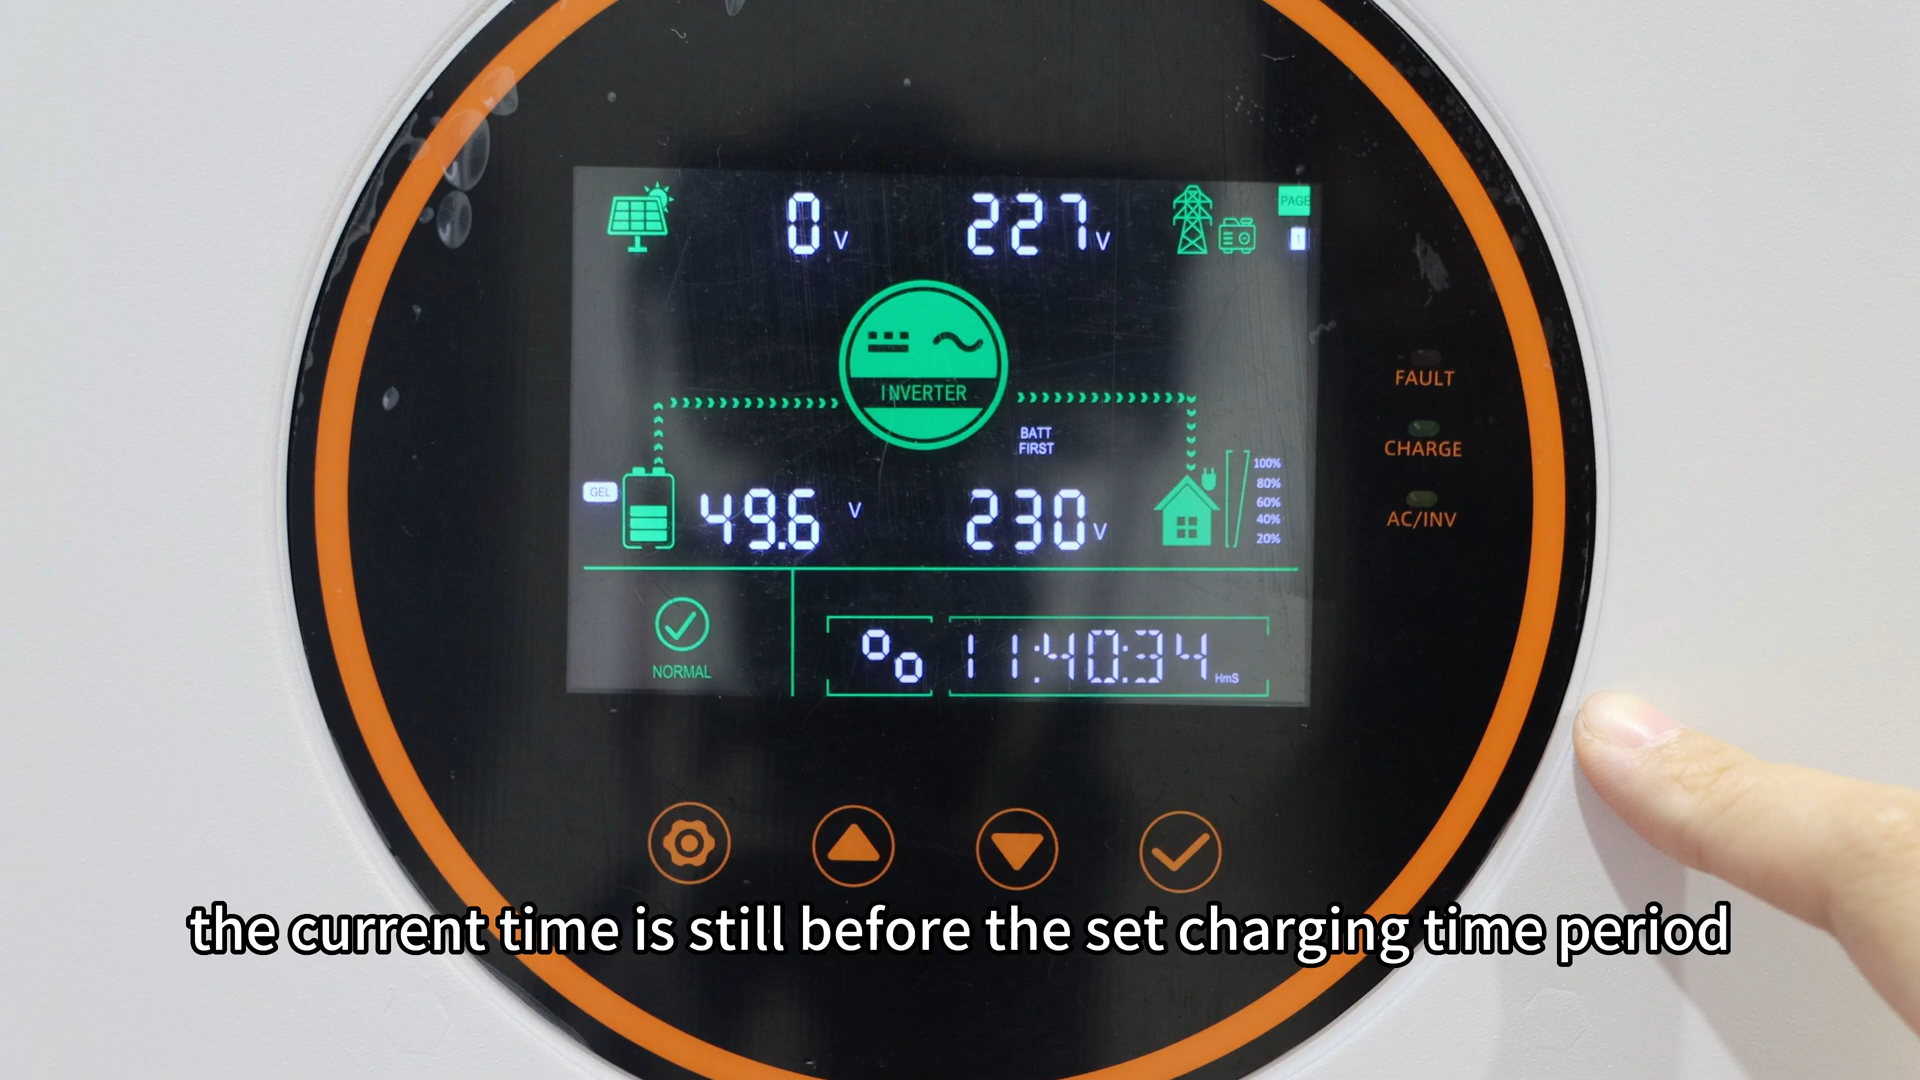 0 V 227 V PAGE
1
INVERTER
FAULT
BATT
FIRST
CHARGE
GEL 49.6 V 230 V
100%
80%
60%
40%
20%
AC/INV
NORMAL
11:40:34 HmS
the current time is still before the set charging time period